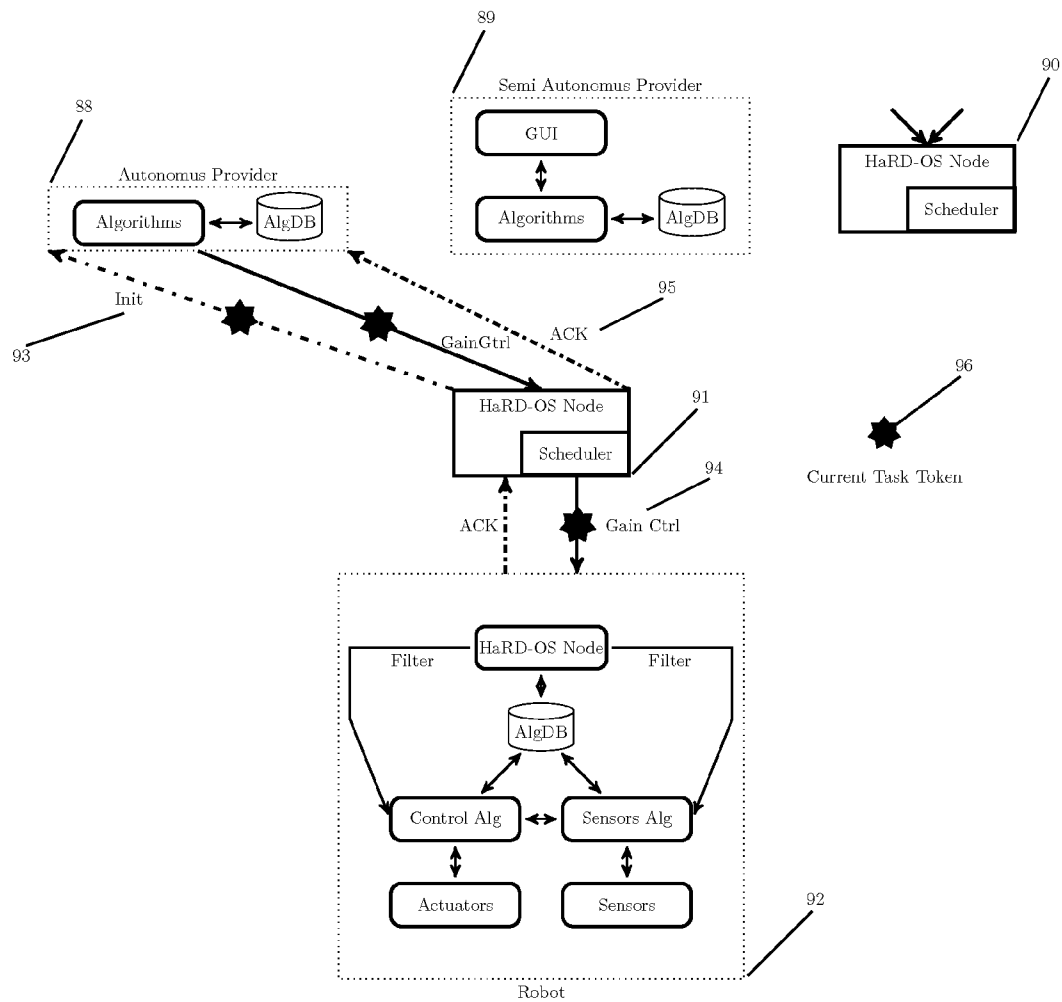 89
Semi Autonomus Provider
90
88
GUI
HaRD-OS Node
Autonomus Provider
Algorithms
AlgDB
Algorithms
AlgDB
Scheduler
Init
95
93
GainGtrl
ACK
96
HaRD-OS Node
91
Scheduler
Current Task Token
94
ACK
Gain Ctrl
HaRD-OS Node
Filter
Filter
AlgDB
Control Alg
Sensors Alg
Actuators
Sensors
92
Robot